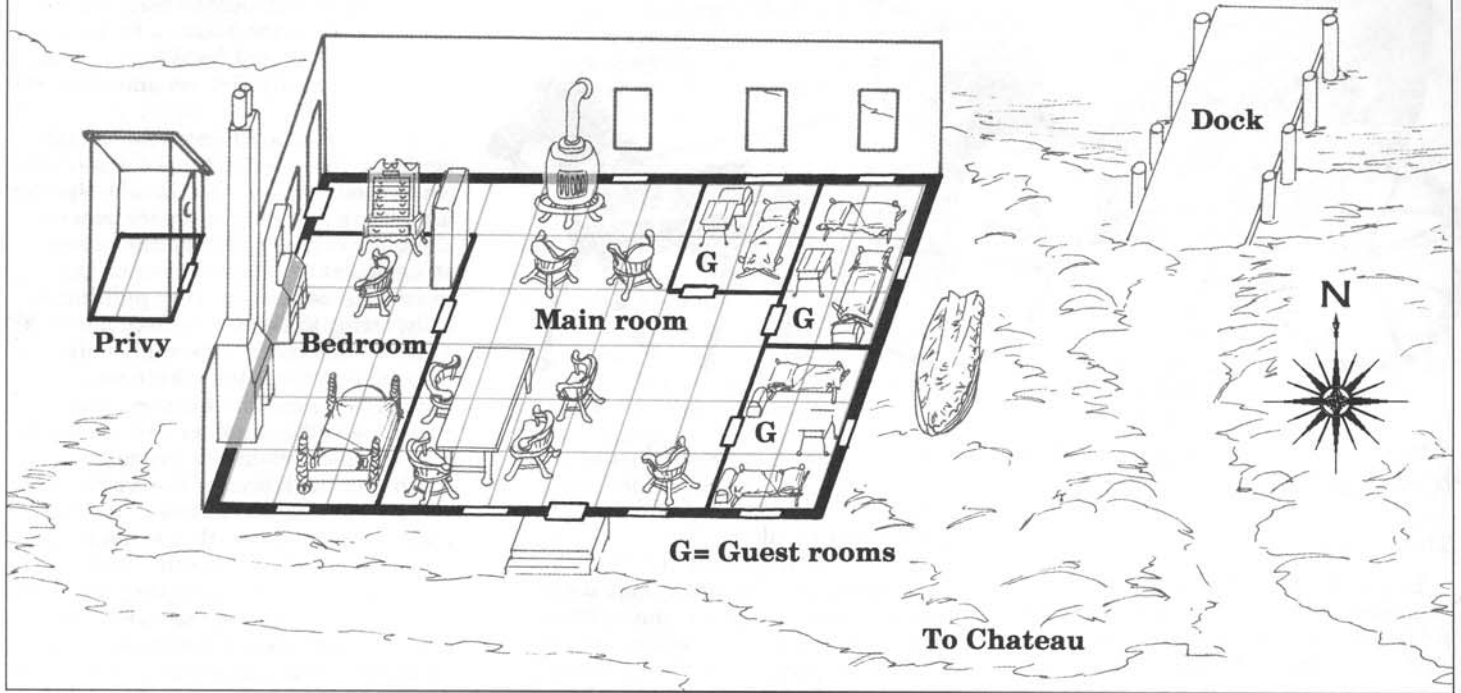 Dock
N
Privy
Bedroom
Main room
G
G
G
G= Guest rooms
To Chateau